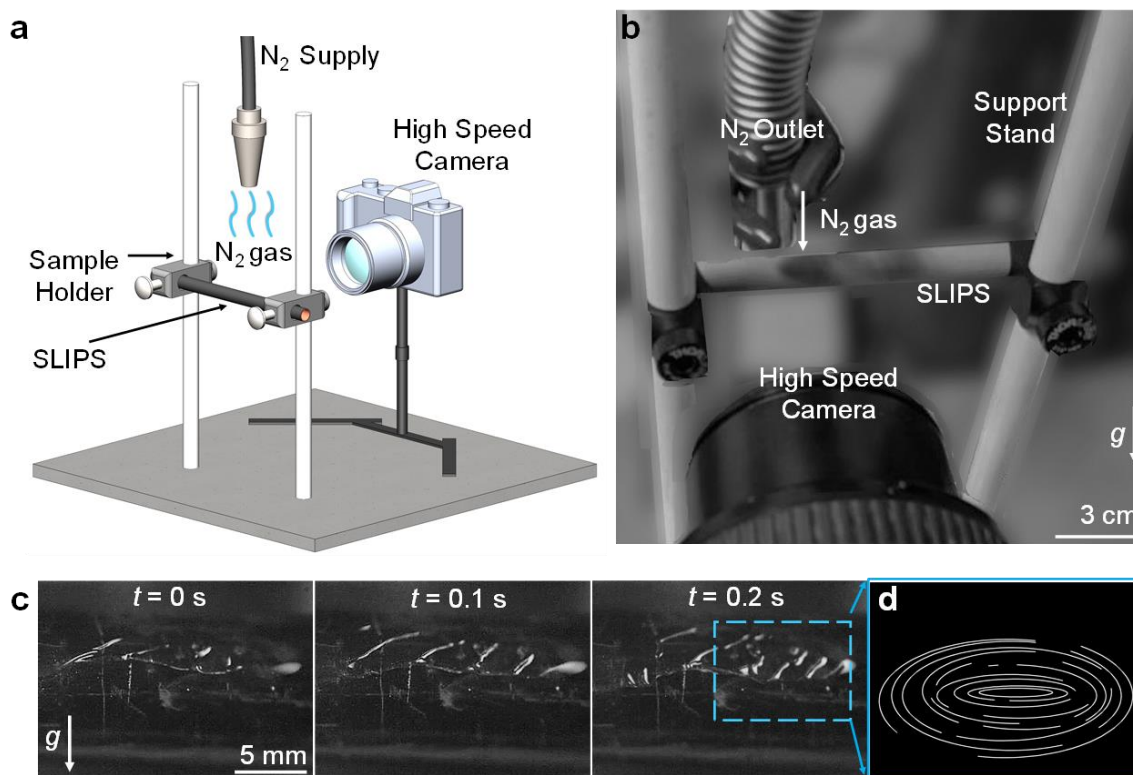 a
N2 Supply
High Speed
Camera
N2 gas
Sample
Holder
SLIPS
b
N2 Outlet
Support
Stand
N2 gas
SLIPS
High Speed
Camera
g
3 cm
c
t = 0 s
t = 0.1 s
t = 0.2 s
g
5 mm
d